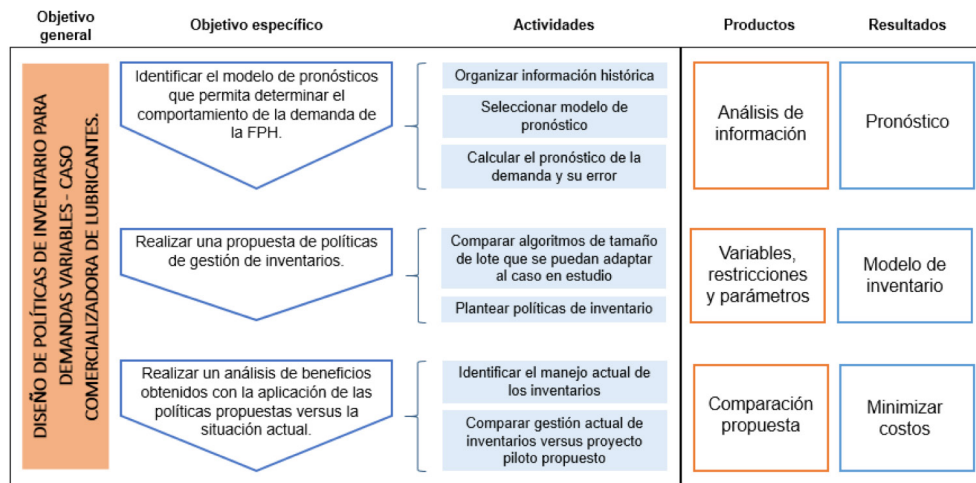 Objetivo
general
Objetivo específico
Actividades
Productos
Resultados
DISEÑO DE POLÍTICAS DE INVENTARIO PARA
DEMANDAS VARIABLES - CASO
COMERCIALIZADORA DE LUBRICANTES.
Identificar el modelo de pronósticos
que permita determinar el
comportamiento de la demanda de
la FPH.
Organizar información histórica
Seleccionar modelo de
pronóstico
Calcular el pronóstico de la
demanda y su error
Análisis de
información
Pronóstico
Realizar una propuesta de políticas
de gestión de inventarios.
Comparar algoritmos de tamaño
de lote que se puedan adaptar
al caso en estudio
Plantear políticas de inventario
Variables,
restricciones
y parámetros
Modelo de
inventario
Realizar un análisis de beneficios
obtenidos con la aplicación de las
políticas propuestas versus la
situación actual.
Identificar el manejo actual de
los inventarios
Comparar gestión actual de
inventarios versus proyecto
piloto propuesto
Comparación
propuesta
Minimizar
costos